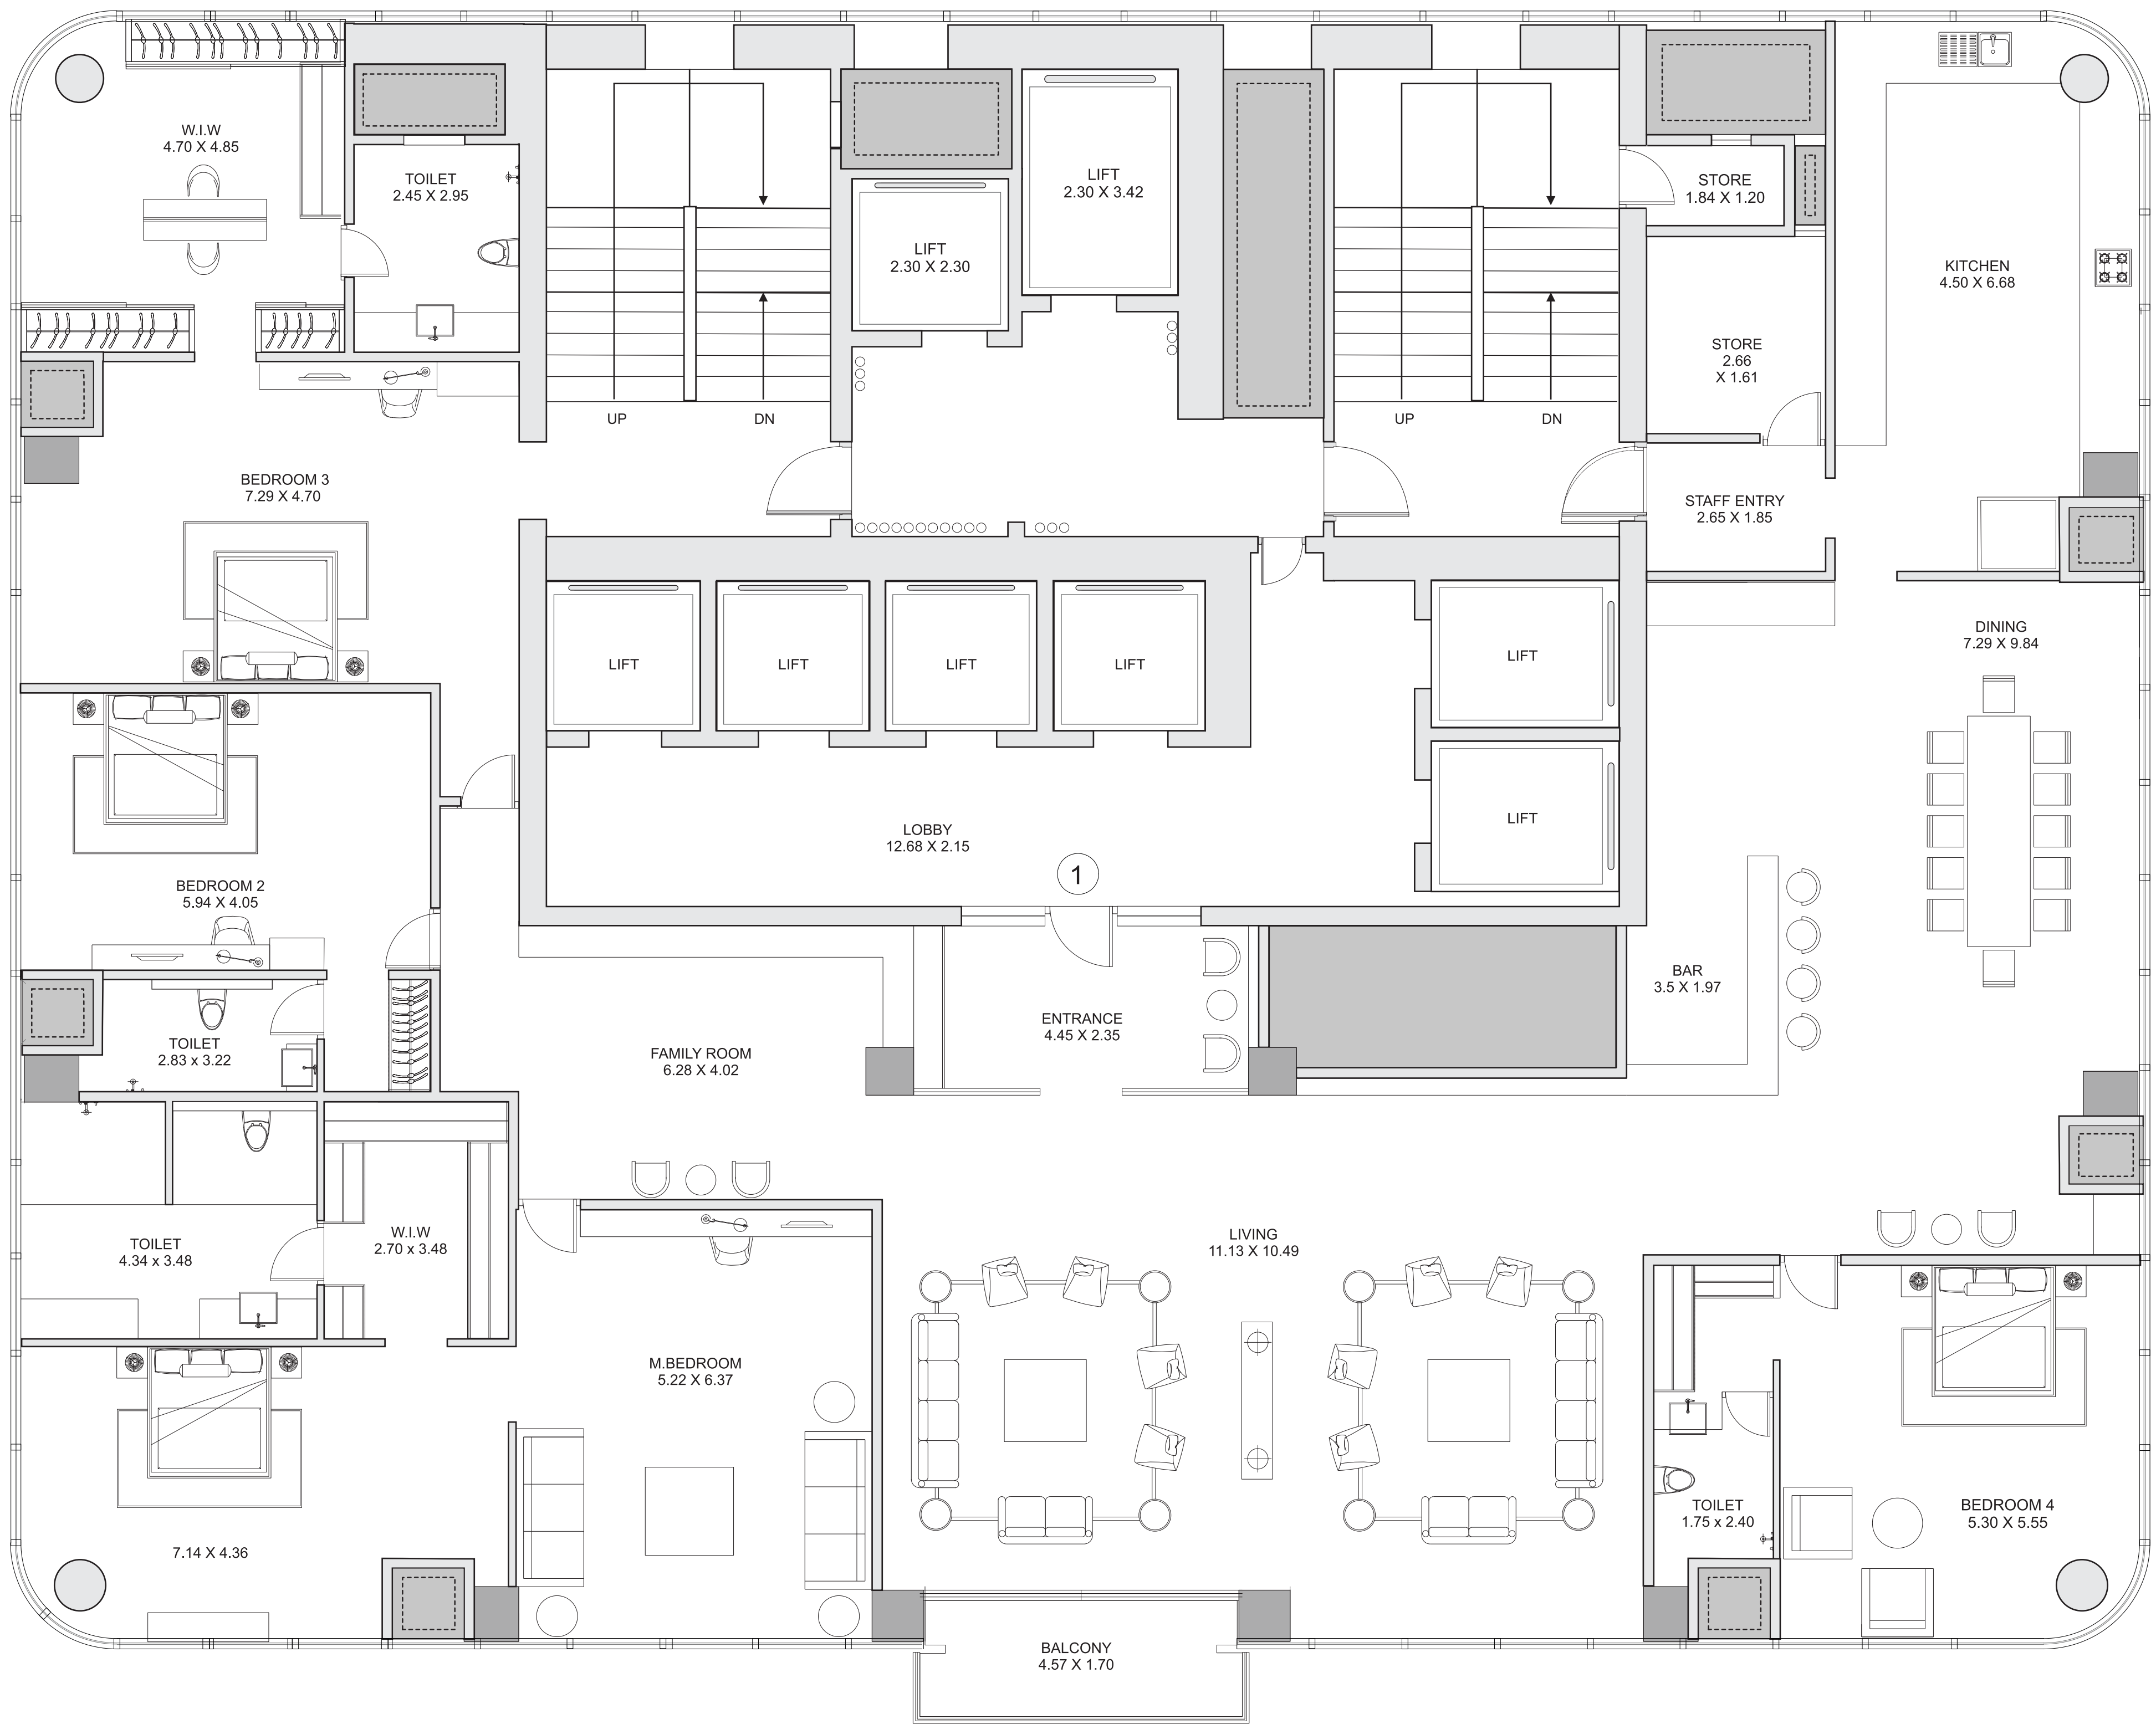 W.I.W
4.70 X 4.85
TOILET
2.45 X 2.95
LIFT
2.30 X 2.30
LIFT
2.30 X 3.42
STORE
1.84 X 1.20
KITCHEN
4.50 X 6.68
STORE
2.66
X 1.61
UP
DN
UP
DN
BEDROOM 3
7.29 X 4.70
STAFF ENTRY
2.65 X 1.85
DINING
7.29 X 9.84
LIFT
LIFT
LIFT
LIFT
LIFT
LIFT
LOBBY
12.68 X 2.15
1
BEDROOM 2
5.94 X 4.05
BAR
3.5 X 1.97
ENTRANCE
4.45 X 2.35
TOILET
2.83 x 3.22
FAMILY ROOM
6.28 X 4.02
TOILET
4.34 x 3.48
W.I.W
2.70 x 3.48
LIVING
11.13 X 10.49
M.BEDROOM
5.22 X 6.37
7.14 X 4.36
TOILET
1.75 x 2.40
BEDROOM 4
5.30 X 5.55
BALCONY
4.57 X 1.70